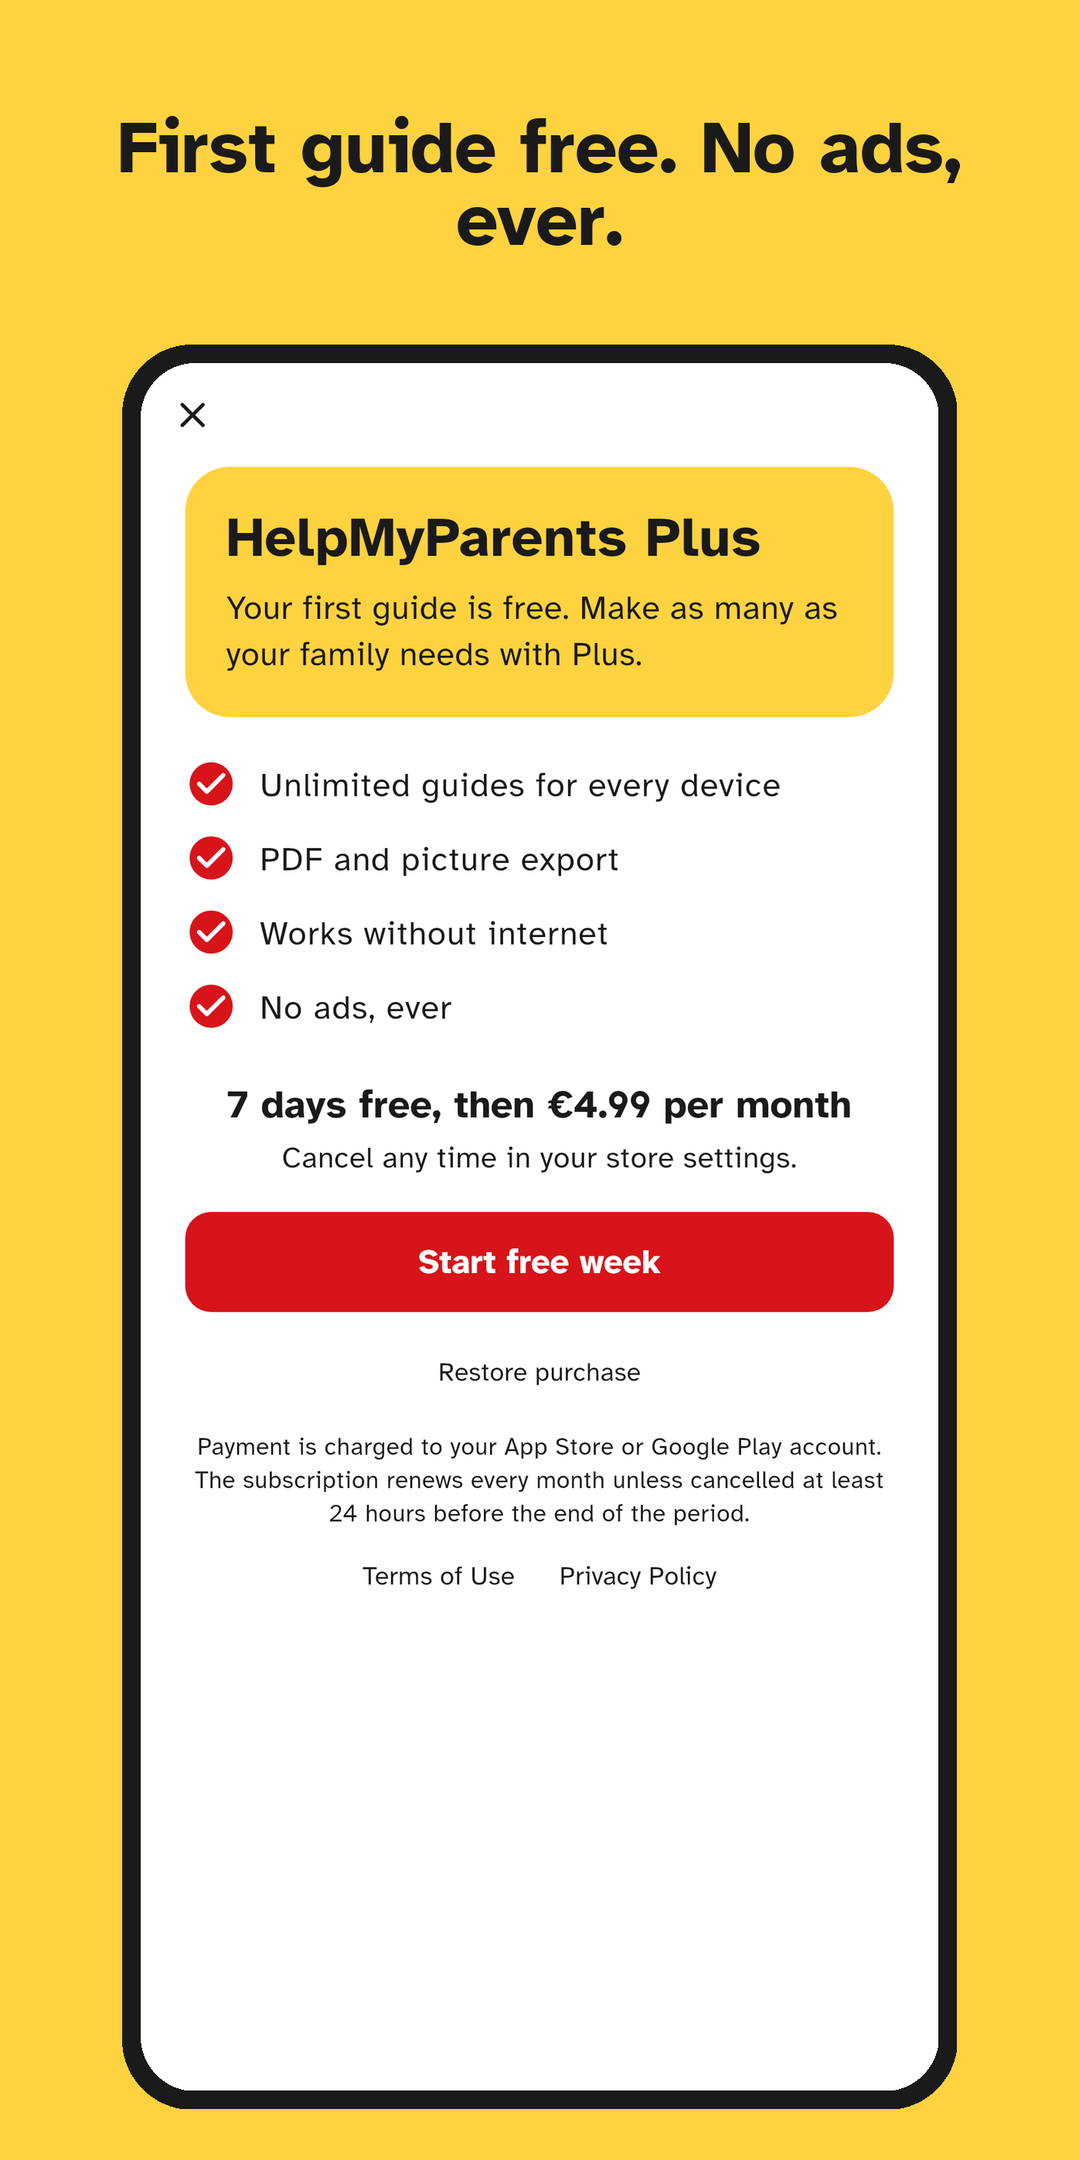 First guide free. No ads,
ever.
HelpMyParents Plus
Your first guide is free. Make as many as
your family needs with Plus.
Unlimited guides for every device
PDF and picture export
Works without internet
No ads, ever
7 days free, then €4.99 per month
Cancel any time in your store settings.
Start free week
Restore purchase
Payment is charged to your App Store or Google Play account.
The subscription renews every month unless cancelled at least
24 hours before the end of the period.
Terms of Use Privacy Policy